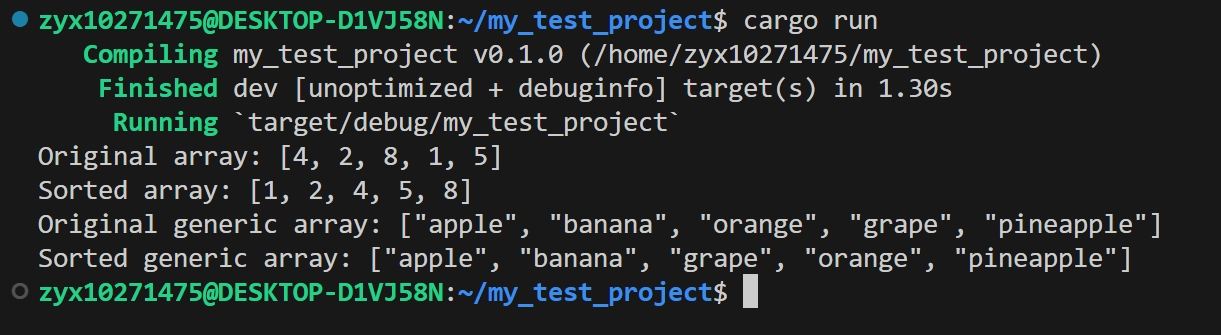 zyx10271475@DESKTOP-D1VJ58N:~/my_test_project$ cargo run
Compiling my_test_project v0.1.0 (/home/zyx10271475/my_test_project)
Finished dev [unoptimized + debuginfo] target(s) in 1.30s
Running `target/debug/my_test_project`
Original array: [4, 2, 8, 1, 5]
Sorted array: [1, 2, 4, 5, 8]
Original generic array: ["apple", "banana", "orange", "grape", "pineapple"]
Sorted generic array: ["apple", "banana", "grape", "orange", "pineapple"]
zyx10271475@DESKTOP-D1VJ58N:~/my_test_project$